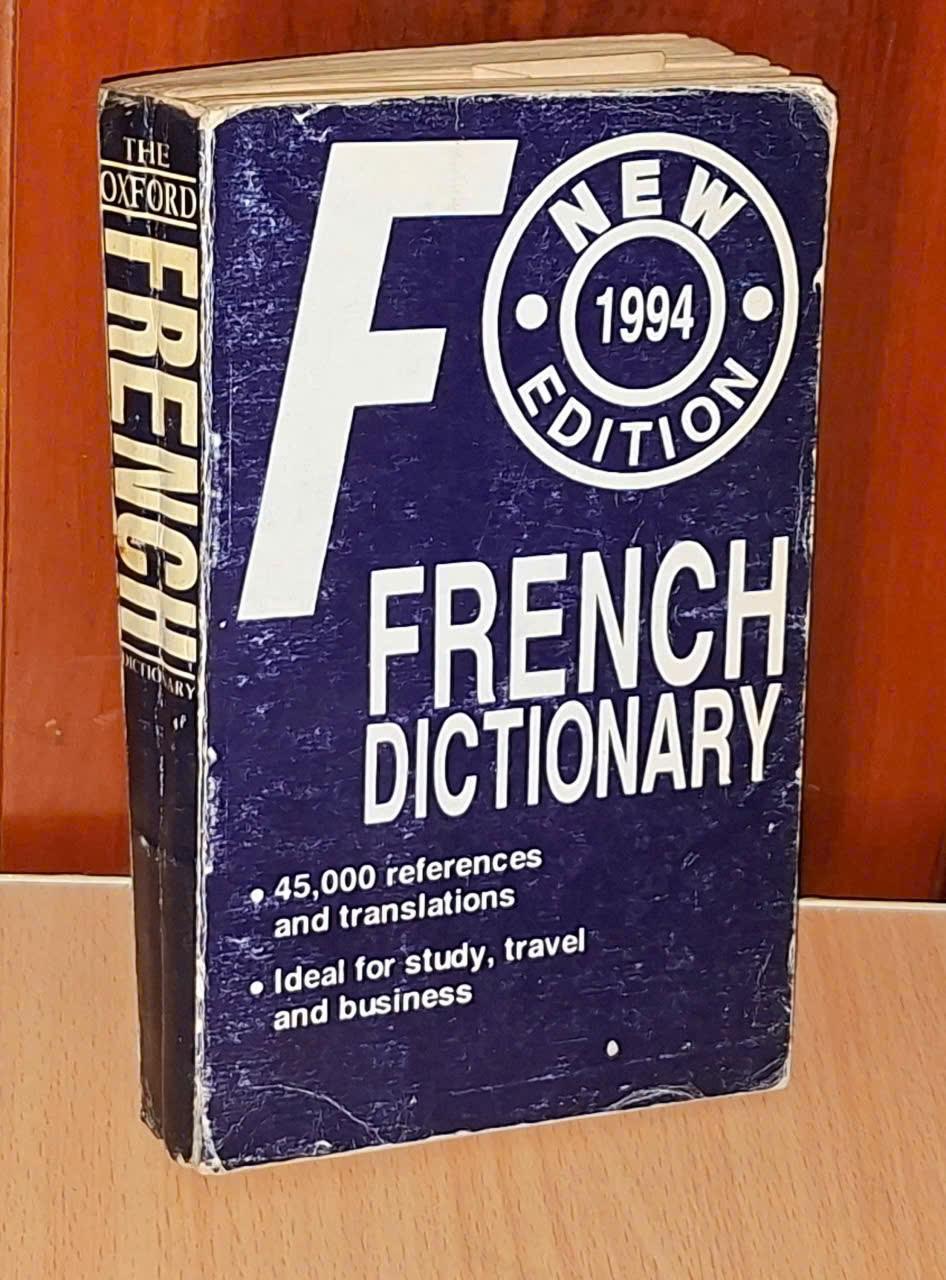 THE
OXFORD
FRENCH
DICTIONARY
F
NEW
1994
EDITION
FRENCH
DICTIONARY
• 45,000 references
and translations
• Ideal for study, travel
and business